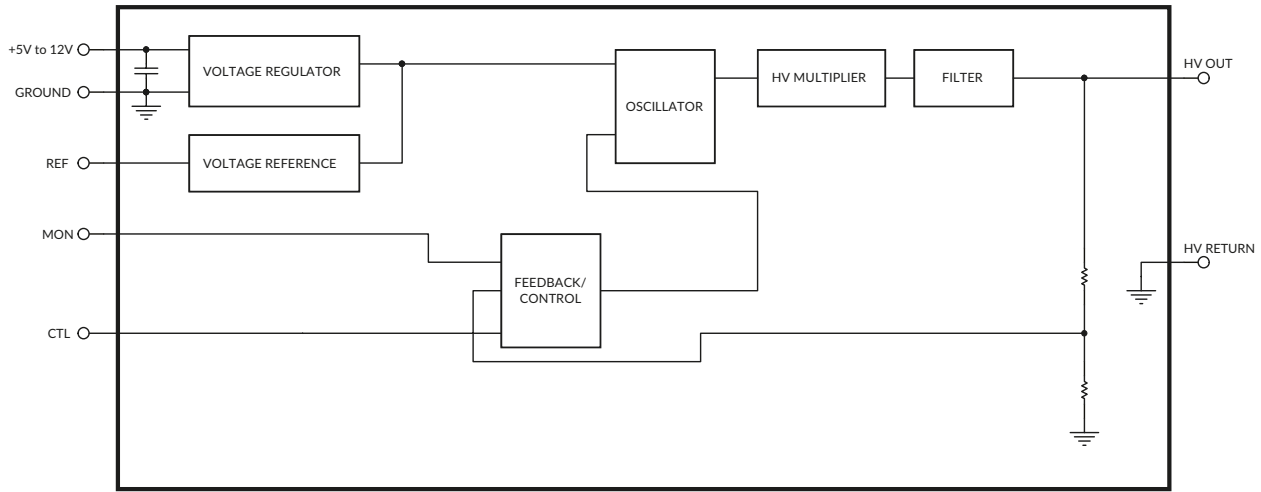 +5V to 12V
VOLTAGE REGULATOR
GROUND
REF
VOLTAGE REFERENCE
OSCILLATOR
HV MULTIPLIER
FILTER
HV OUT
MON
FEEDBACK/
CONTROL
HV RETURN
CTL